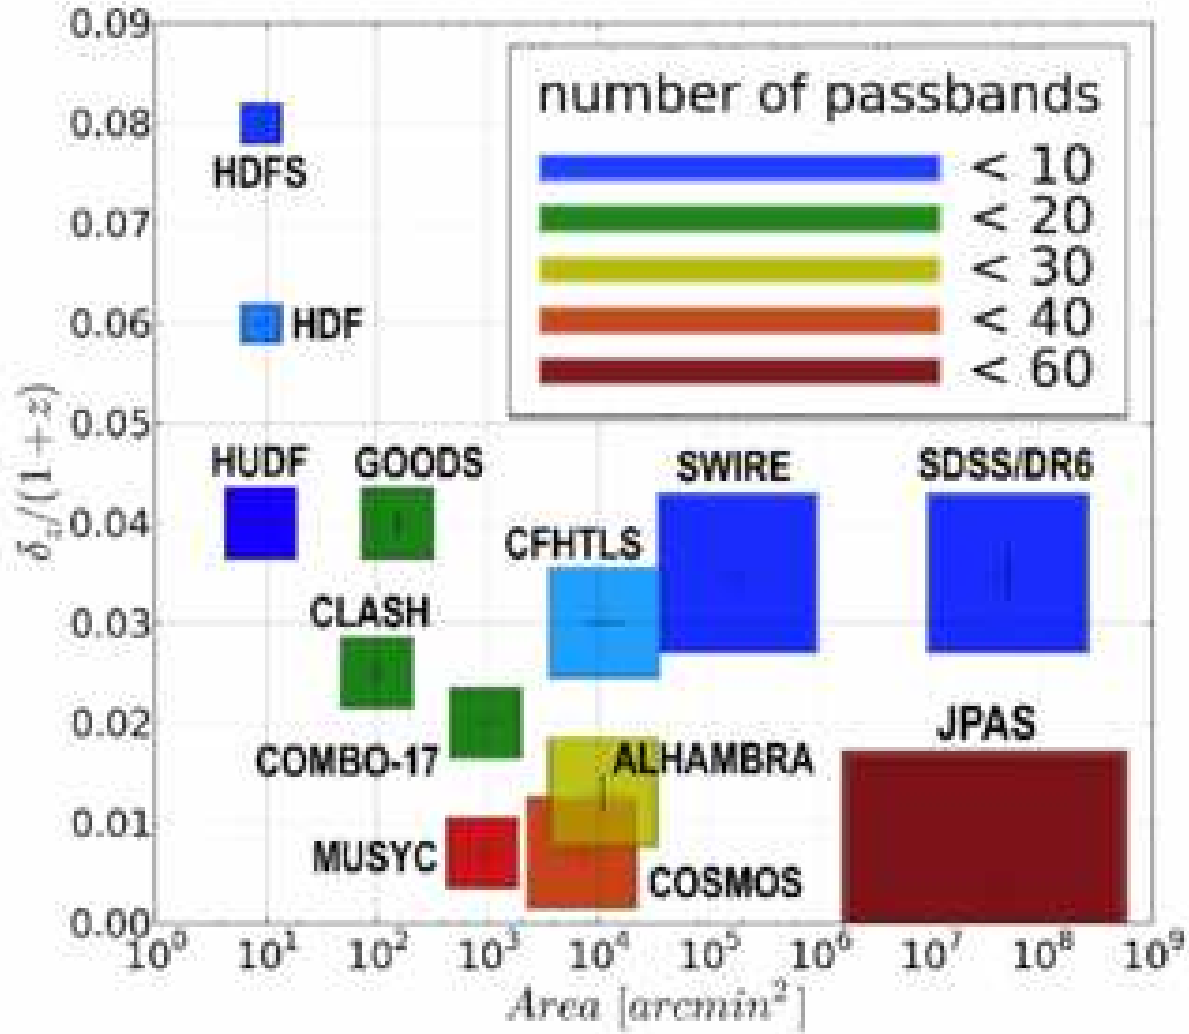 0.09
0.08
0.07
0.06
0.05
0.04
0.03
0.02
0.01
0.00
δz/(1+z)
number of passbands
< 10
< 20
< 30
< 40
< 60
HDFS
HDF
HUDF
GOODS
SWIRE
SDSS/DR6
CFHTLS
CLASH
JPAS
COMBO-17
ALHAMBRA
MUSYC
COSMOS
10⁰ 10¹ 10² 10³ 10⁴ 10⁵ 10⁶ 10⁷ 10⁸ 10⁹
Area [arcmin²]